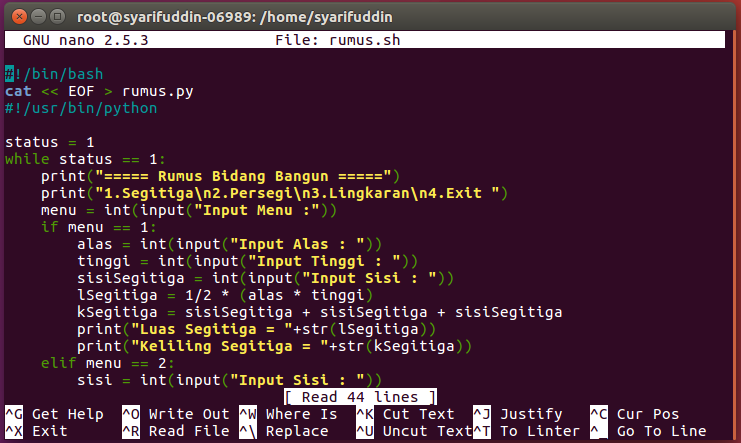 root@syarifuddin-06989: /home/syarifuddin
GNU nano 2.5.3 File: rumus.sh
#!/bin/bash
cat << EOF > rumus.py
#!/usr/bin/python
status = 1
while status == 1:
    print("===== Rumus Bidang Bangun =====")
    print("1.Segitiga\n2.Persegi\n3.Lingkaran\n4.Exit ")
    menu = int(input("Input Menu :"))
    if menu == 1:
        alas = int(input("Input Alas : "))
        tinggi = int(input("Input Tinggi : "))
        sisiSegitiga = int(input("Input Sisi : "))
        lSegitiga = 1/2 * (alas * tinggi)
        kSegitiga = sisiSegitiga + sisiSegitiga + sisiSegitiga
        print("Luas Segitiga = "+str(lSegitiga))
        print("Keliling Segitiga = "+str(kSegitiga))
    elif menu == 2:
        sisi = int(input("Input Sisi : "))
[ Read 44 lines ]
^G Get Help ^O Write Out ^W Where Is ^K Cut Text ^J Justify ^C Cur Pos
^X Exit ^R Read File ^\ Replace ^U Uncut Text ^T To Linter ^_ Go To Line